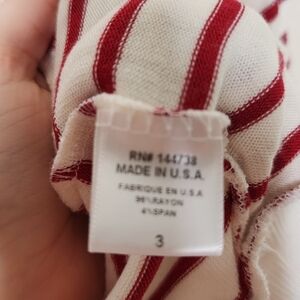 RN# 144738
MADE IN U.S.A.
FABRIQUE EN U.S.A
96%RAYON
4%SPAN
3